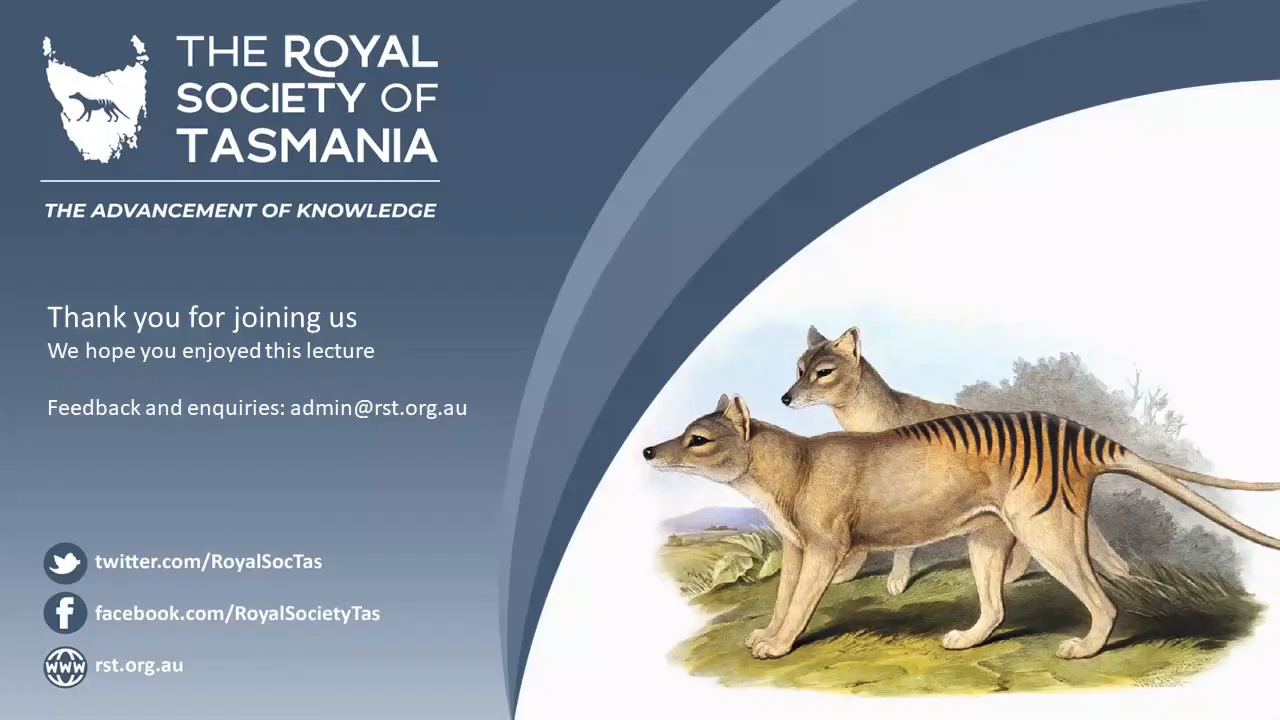 THE ROYAL
SOCIETY OF
TASMANIA
THE ADVANCEMENT OF KNOWLEDGE
Thank you for joining us
We hope you enjoyed this lecture
Feedback and enquiries: admin@rst.org.au
twitter.com/RoyalSocTas
facebook.com/RoyalSocietyTas
WWW rst.org.au